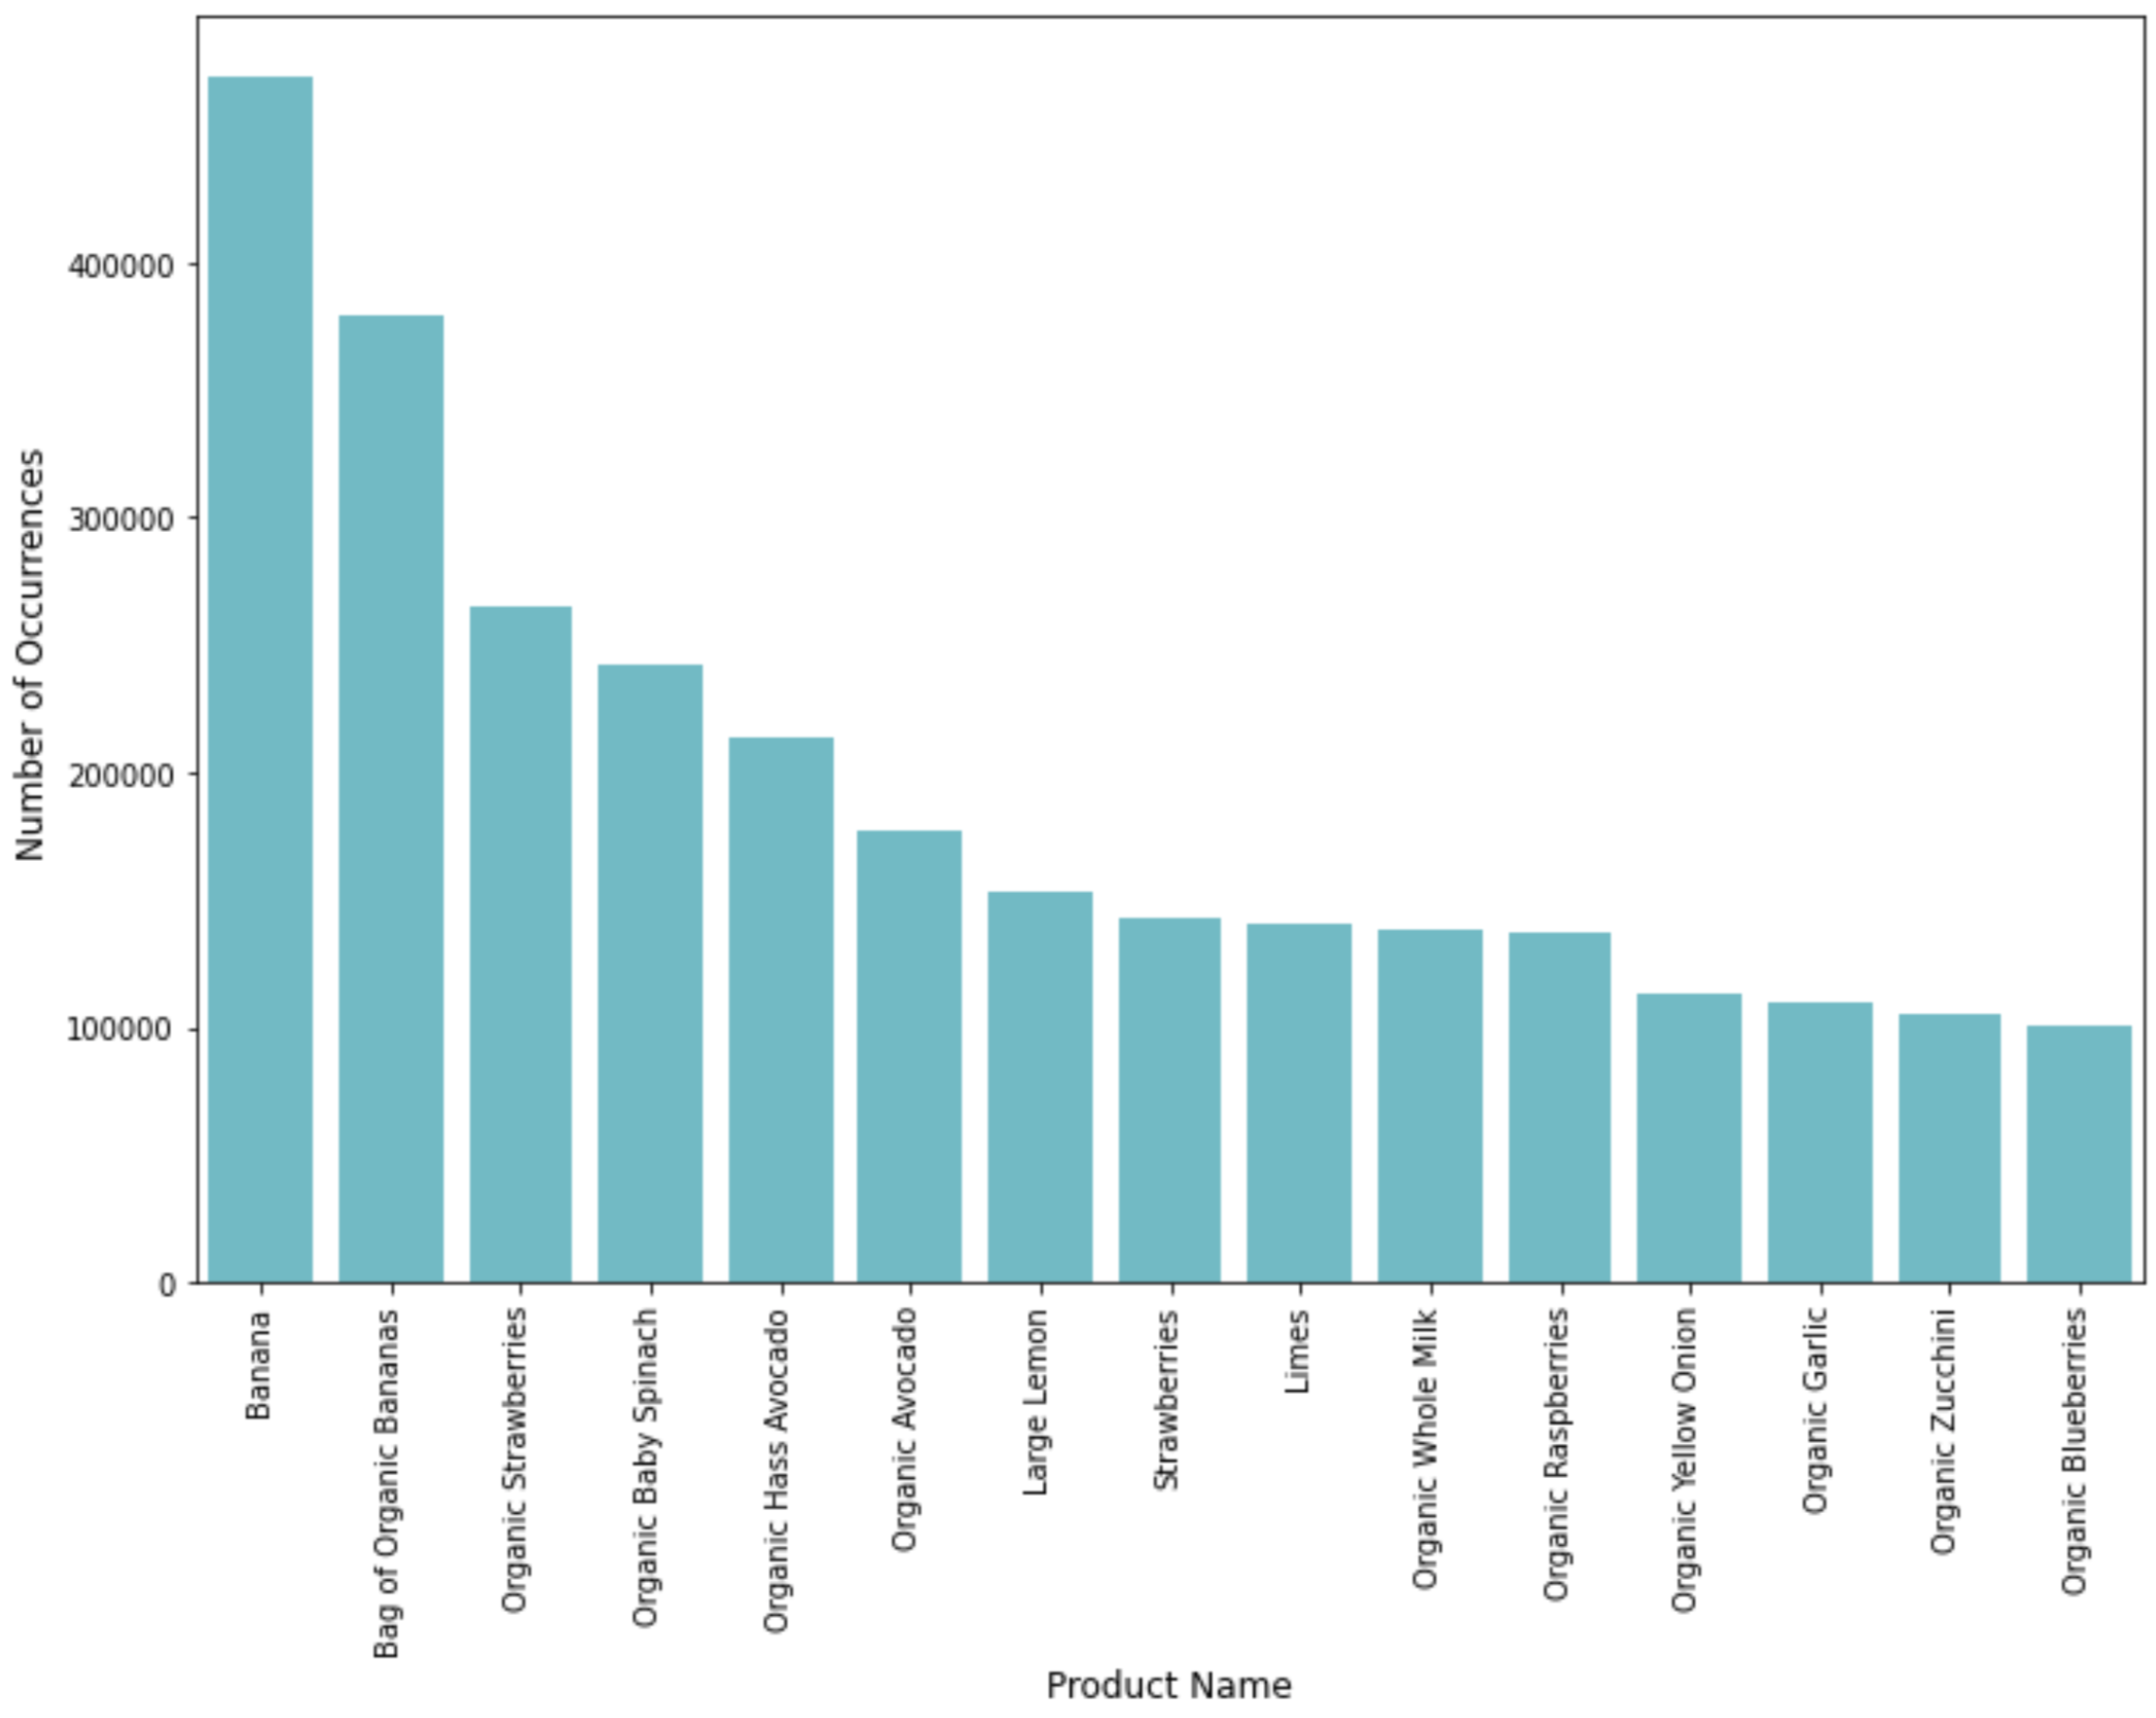 400000
300000
200000
100000
0
Number of Occurrences
Banana
Bag of Organic Bananas
Organic Strawberries
Organic Baby Spinach
Organic Hass Avocado
Organic Avocado
Large Lemon
Strawberries
Limes
Organic Whole Milk
Organic Raspberries
Organic Yellow Onion
Organic Garlic
Organic Zucchini
Organic Blueberries
Product Name